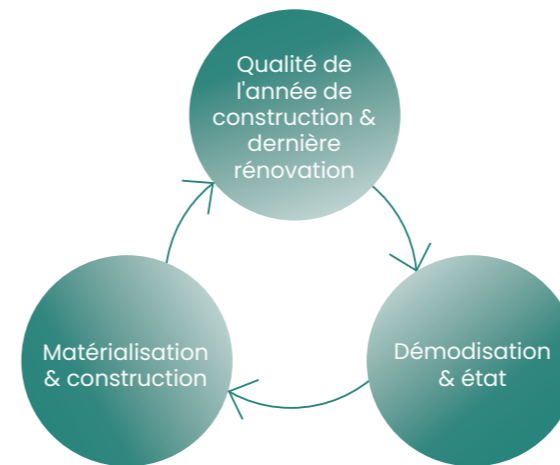 Qualité de
l'année de
construction &
dernière
rénovation
Matérialisation
& construction
Démodisation
& état